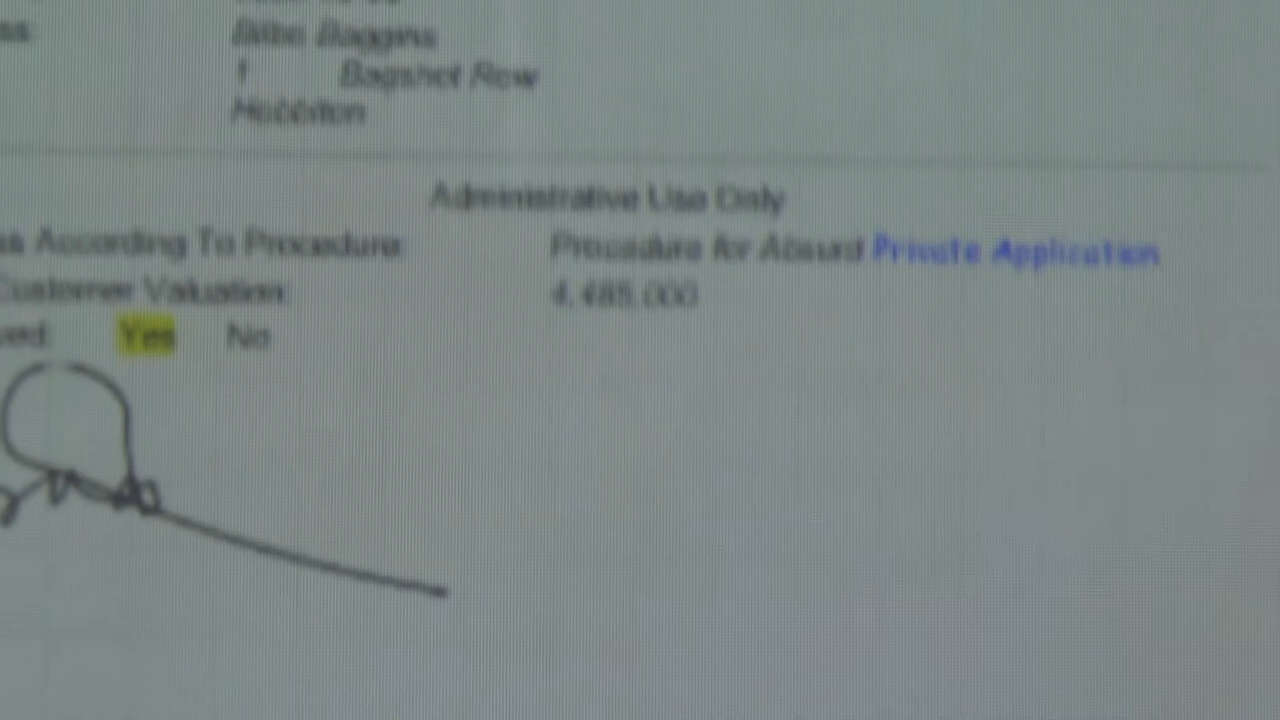 Bilbo Baggins
1 Bagshot Row
Hobbiton
Administrative Use Only
According To Procedure: Procedure for Absurd Private Application
Customer Valuation: 4,485,000
Yes No